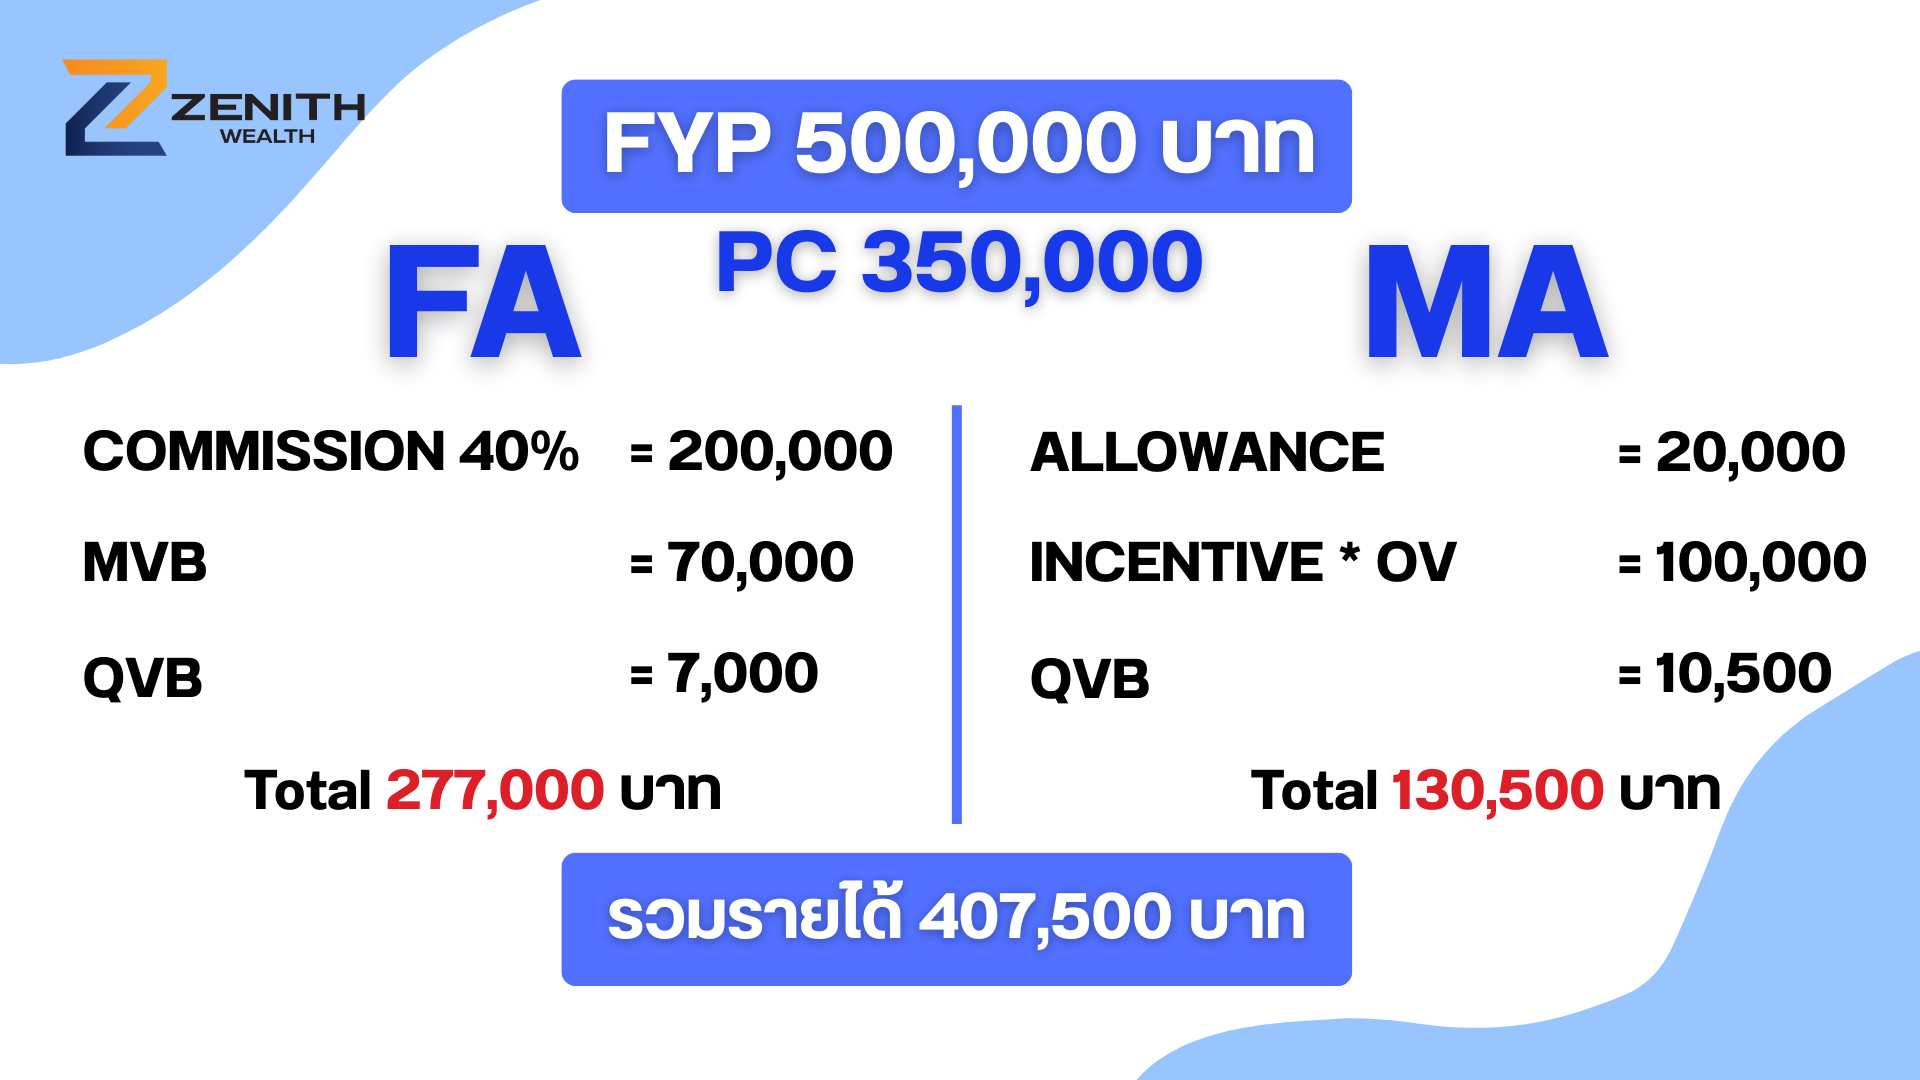 ZENITH
WEALTH
FYP 500,000 บาท
PC 350,000
FA
COMMISSION 40% = 200,000
MVB = 70,000
QVB = 7,000
Total 277,000 บาท
MA
ALLOWANCE = 20,000
INCENTIVE * OV = 100,000
QVB = 10,500
Total 130,500 บาท
รวมรายได้ 407,500 บาท